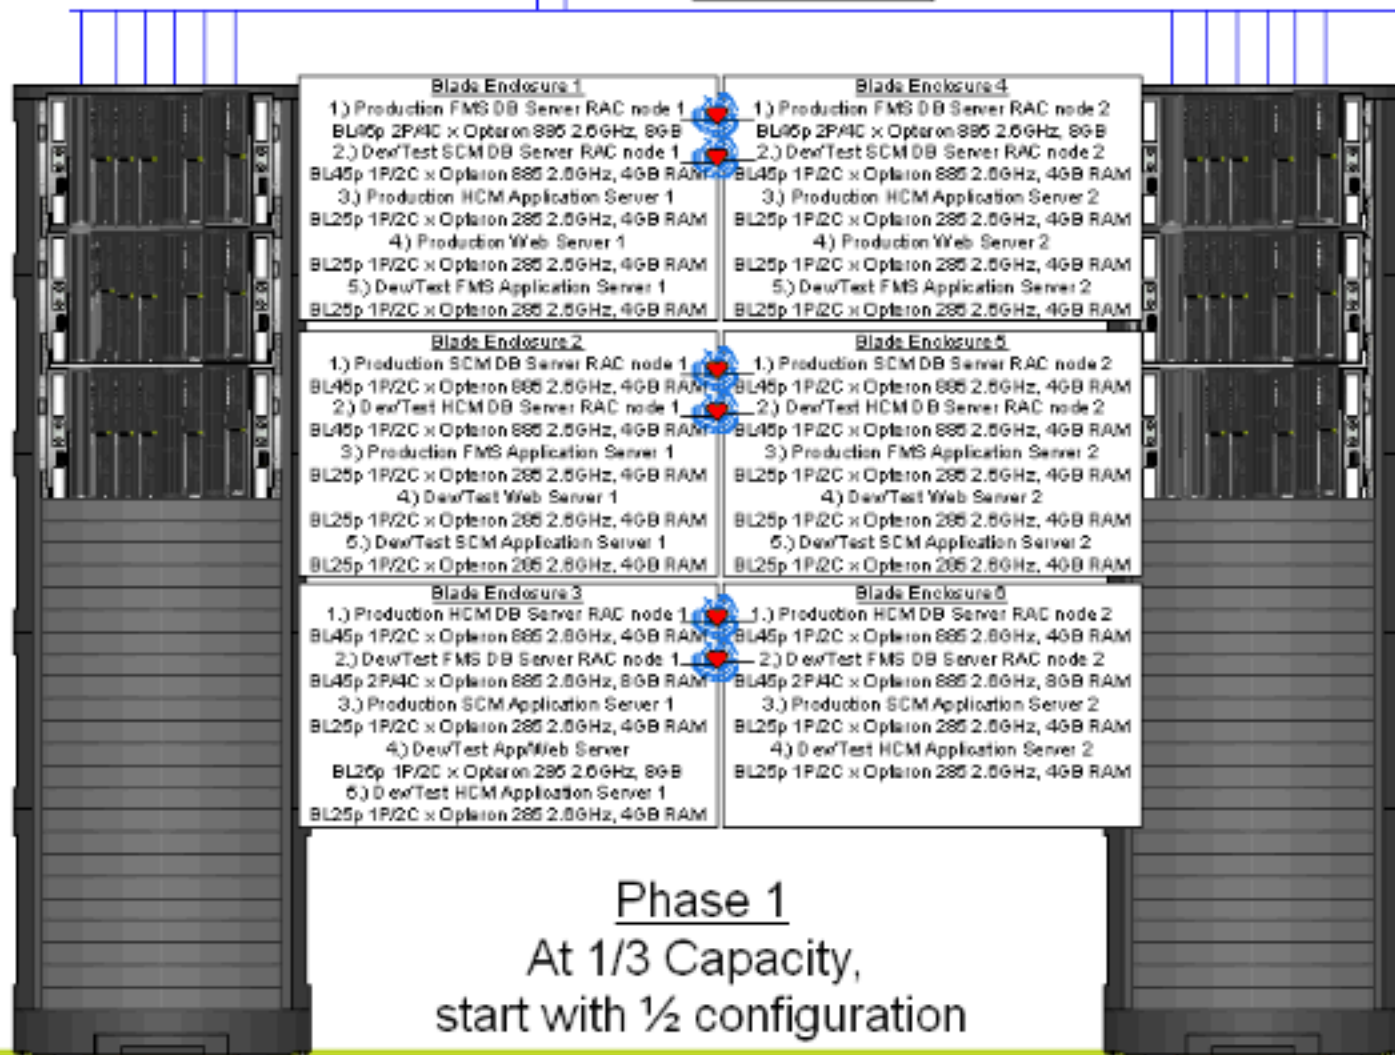 Blade Enclosure 1
1.) Production FMS DB Server RAC node 1
BL45p 2P/4C x Opteron 885 2.6GHz, 8GB
2.) Dev/Test SCM DB Server RAC node 1
BL45p 1P/2C x Opteron 885 2.6GHz, 4GB RAM
3.) Production HCM Application Server 1
BL25p 1P/2C x Opteron 285 2.6GHz, 4GB RAM
4.) Production Web Server 1
BL25p 1P/2C x Opteron 285 2.6GHz, 4GB RAM
5.) Dev/Test FMS Application Server 1
BL25p 1P/2C x Opteron 285 2.6GHz, 4GB RAM
Blade Enclosure 4
1.) Production FMS DB Server RAC node 2
BL45p 2P/4C x Opteron 885 2.6GHz, 8GB
2.) Dev/Test SCM DB Server RAC node 2
BL45p 1P/2C x Opteron 885 2.6GHz, 4GB RAM
3.) Production HCM Application Server 2
BL25p 1P/2C x Opteron 285 2.6GHz, 4GB RAM
4.) Production Web Server 2
BL25p 1P/2C x Opteron 285 2.6GHz, 4GB RAM
5.) Dev/Test FMS Application Server 2
BL25p 1P/2C x Opteron 285 2.6GHz, 4GB RAM
Blade Enclosure 2
1.) Production SCM DB Server RAC node 1
BL45p 1P/2C x Opteron 885 2.6GHz, 4GB RAM
2.) Dev/Test HCM DB Server RAC node 1
BL45p 1P/2C x Opteron 885 2.6GHz, 4GB RAM
3.) Production FMS Application Server 1
BL25p 1P/2C x Opteron 285 2.6GHz, 4GB RAM
4.) Dev/Test Web Server 1
BL25p 1P/2C x Opteron 285 2.6GHz, 4GB RAM
5.) Dev/Test SCM Application Server 1
BL25p 1P/2C x Opteron 285 2.6GHz, 4GB RAM
Blade Enclosure 5
1.) Production SCM DB Server RAC node 2
BL45p 1P/2C x Opteron 885 2.6GHz, 4GB RAM
2.) Dev/Test HCM DB Server RAC node 2
BL45p 1P/2C x Opteron 885 2.6GHz, 4GB RAM
3.) Production FMS Application Server 2
BL25p 1P/2C x Opteron 285 2.6GHz, 4GB RAM
4.) Dev/Test Web Server 2
BL25p 1P/2C x Opteron 285 2.6GHz, 4GB RAM
5.) Dev/Test SCM Application Server 2
BL25p 1P/2C x Opteron 285 2.6GHz, 4GB RAM
Blade Enclosure 3
1.) Production HCM DB Server RAC node 1
BL45p 1P/2C x Opteron 885 2.6GHz, 4GB RAM
2.) Dev/Test FMS DB Server RAC node 1
BL45p 2P/4C x Opteron 885 2.6GHz, 8GB RAM
3.) Production SCM Application Server 1
BL25p 1P/2C x Opteron 285 2.6GHz, 4GB RAM
4.) Dev/Test App/Web Server
BL25p 1P/2C x Opteron 285 2.6GHz, 8GB
5.) Dev/Test HCM Application Server 1
BL25p 1P/2C x Opteron 285 2.6GHz, 4GB RAM
Blade Enclosure 6
1.) Production HCM DB Server RAC node 2
BL45p 1P/2C x Opteron 885 2.6GHz, 4GB RAM
2.) Dev/Test FMS DB Server RAC node 2
BL45p 2P/4C x Opteron 885 2.6GHz, 8GB RAM
3.) Production SCM Application Server 2
BL25p 1P/2C x Opteron 285 2.6GHz, 4GB RAM
4.) Dev/Test HCM Application Server 2
BL25p 1P/2C x Opteron 285 2.6GHz, 4GB RAM
Phase 1
At 1/3 Capacity,
start with ½ configuration